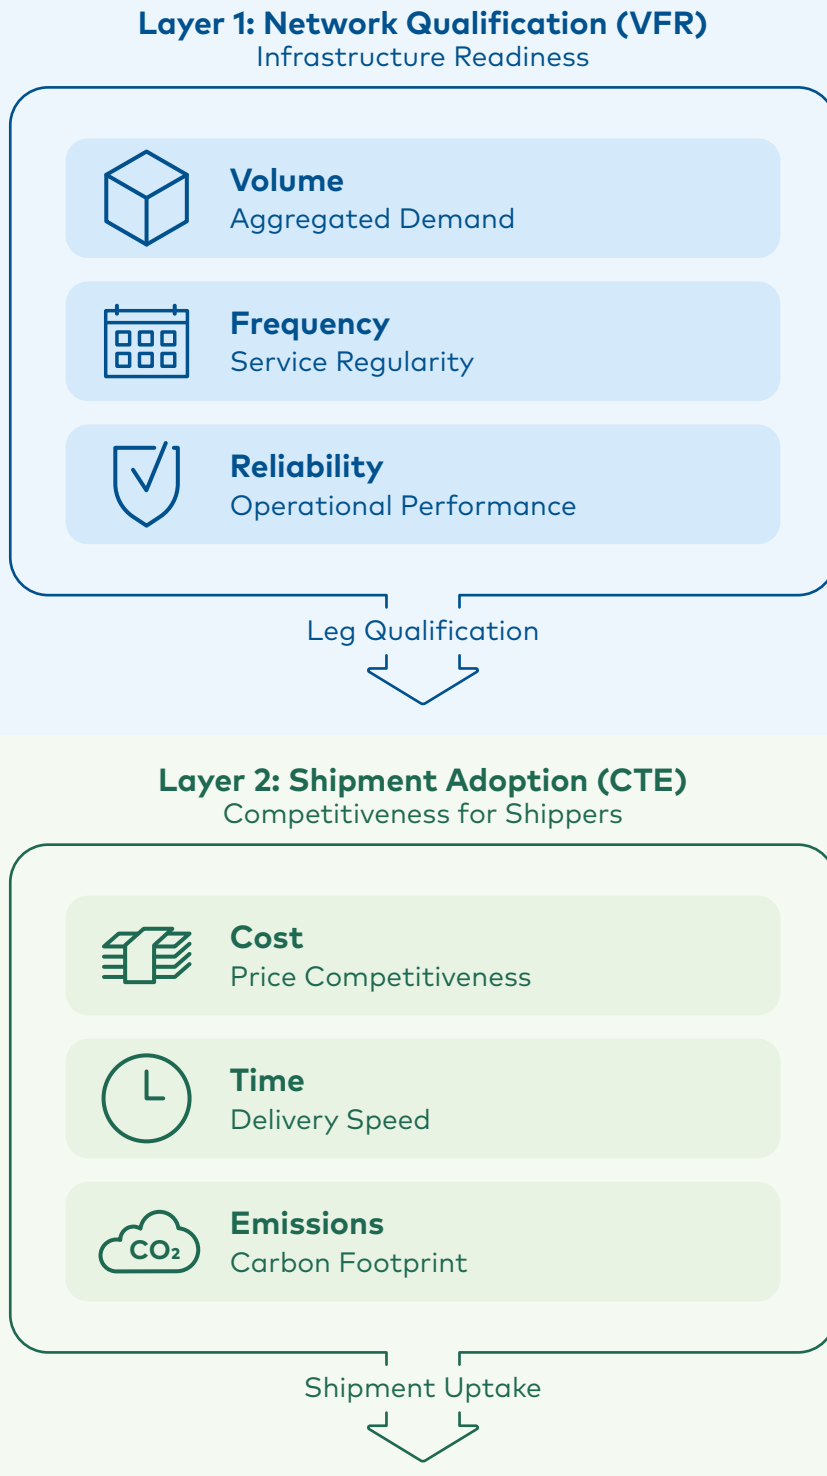 Layer 1: Network Qualification (VFR)
Infrastructure Readiness
Volume
Aggregated Demand
Frequency
Service Regularity
Reliability
Operational Performance
Leg Qualification
Layer 2: Shipment Adoption (CTE)
Competitiveness for Shippers
Cost
Price Competitiveness
Time
Delivery Speed
CO₂
Emissions
Carbon Footprint
Shipment Uptake